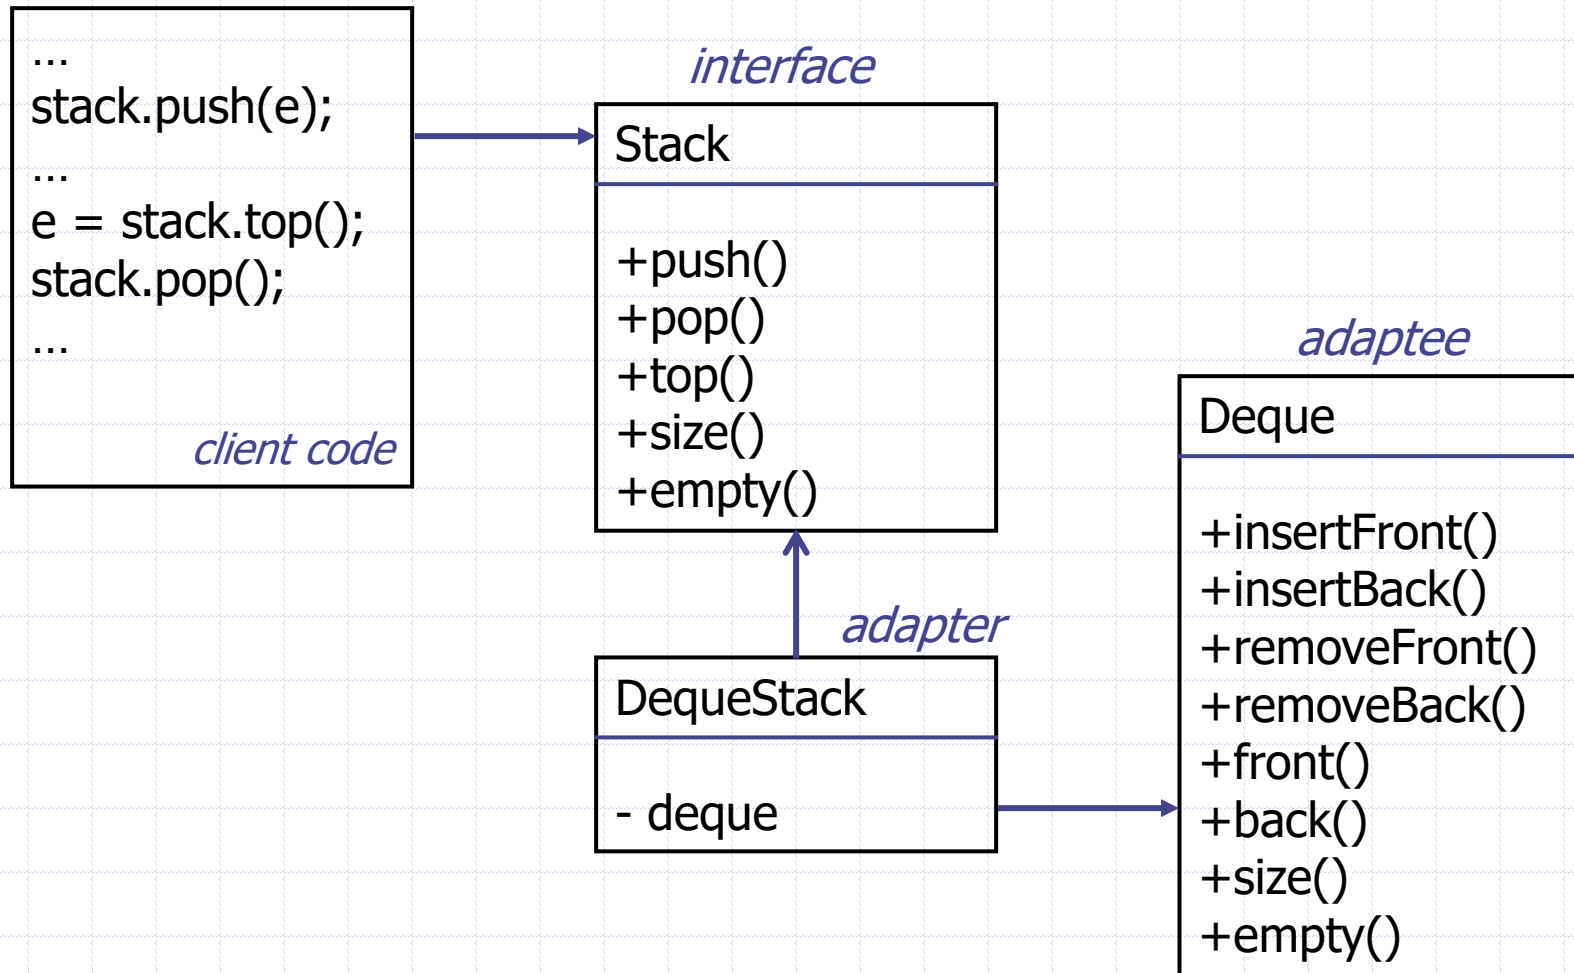 …
stack.push(e);
…
e = stack.top();
stack.pop();
…
client code
interface
Stack
+push()
+pop()
+top()
+size()
+empty()
adapter
DequeStack
- deque
adaptee
Deque
+insertFront()
+insertBack()
+removeFront()
+removeBack()
+front()
+back()
+size()
+empty()